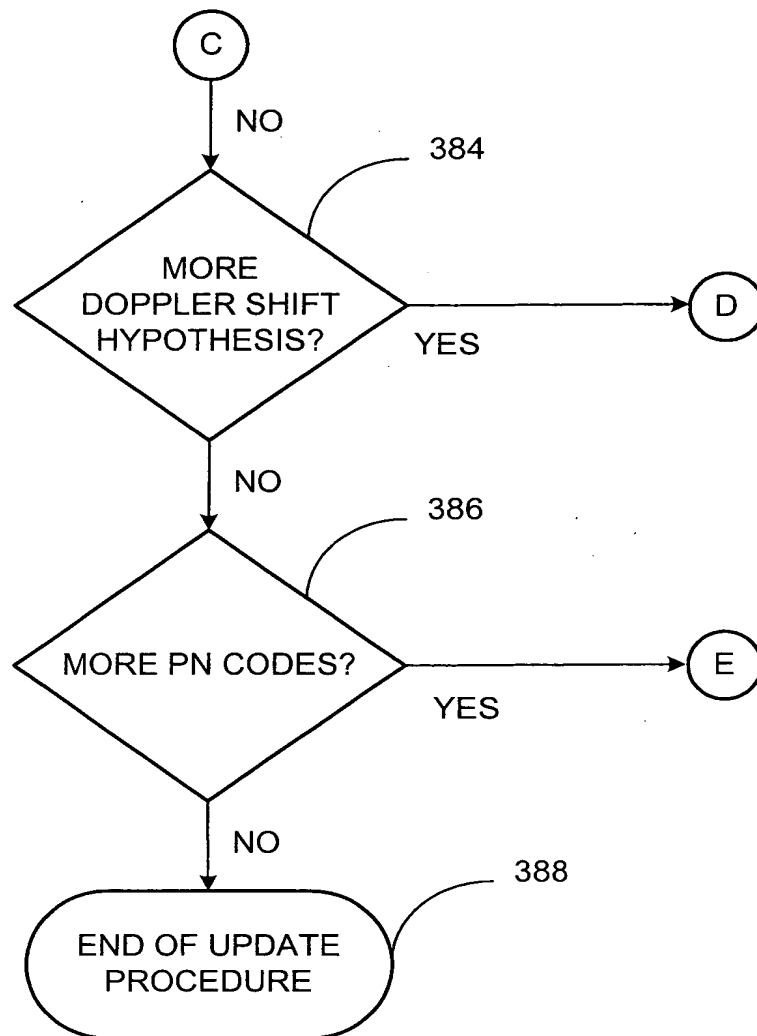 C
NO
384
MORE
DOPPLER SHIFT
HYPOTHESIS?
D
YES
NO
386
MORE PN CODES?
E
YES
NO
388
END OF UPDATE
PROCEDURE